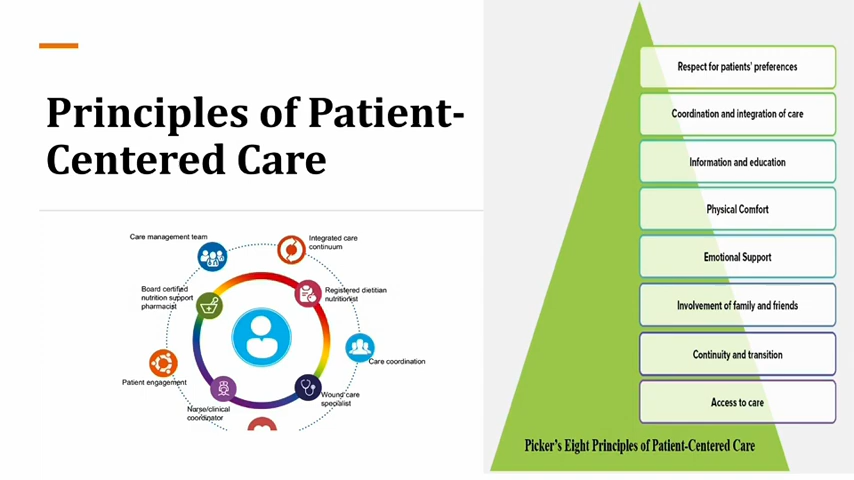 Principles of Patient-
Centered Care
Care management team
Integrated care
continuum
Board certified
nutrition support
pharmacist
Registered dietitian
nutritionist
Care coordination
Patient engagement
Wound care
specialist
Nurse/clinical
coordinator
Respect for patients' preferences
Coordination and integration of care
Information and education
Physical Comfort
Emotional Support
Involvement of family and friends
Continuity and transition
Access to care
Picker's Eight Principles of Patient-Centered Care